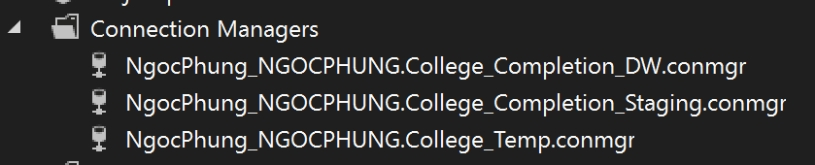 Connection Managers
NgocPhung_NGOCPHUNG.College_Completion_DW.conmgr
NgocPhung_NGOCPHUNG.College_Completion_Staging.conmgr
NgocPhung_NGOCPHUNG.College_Temp.conmgr